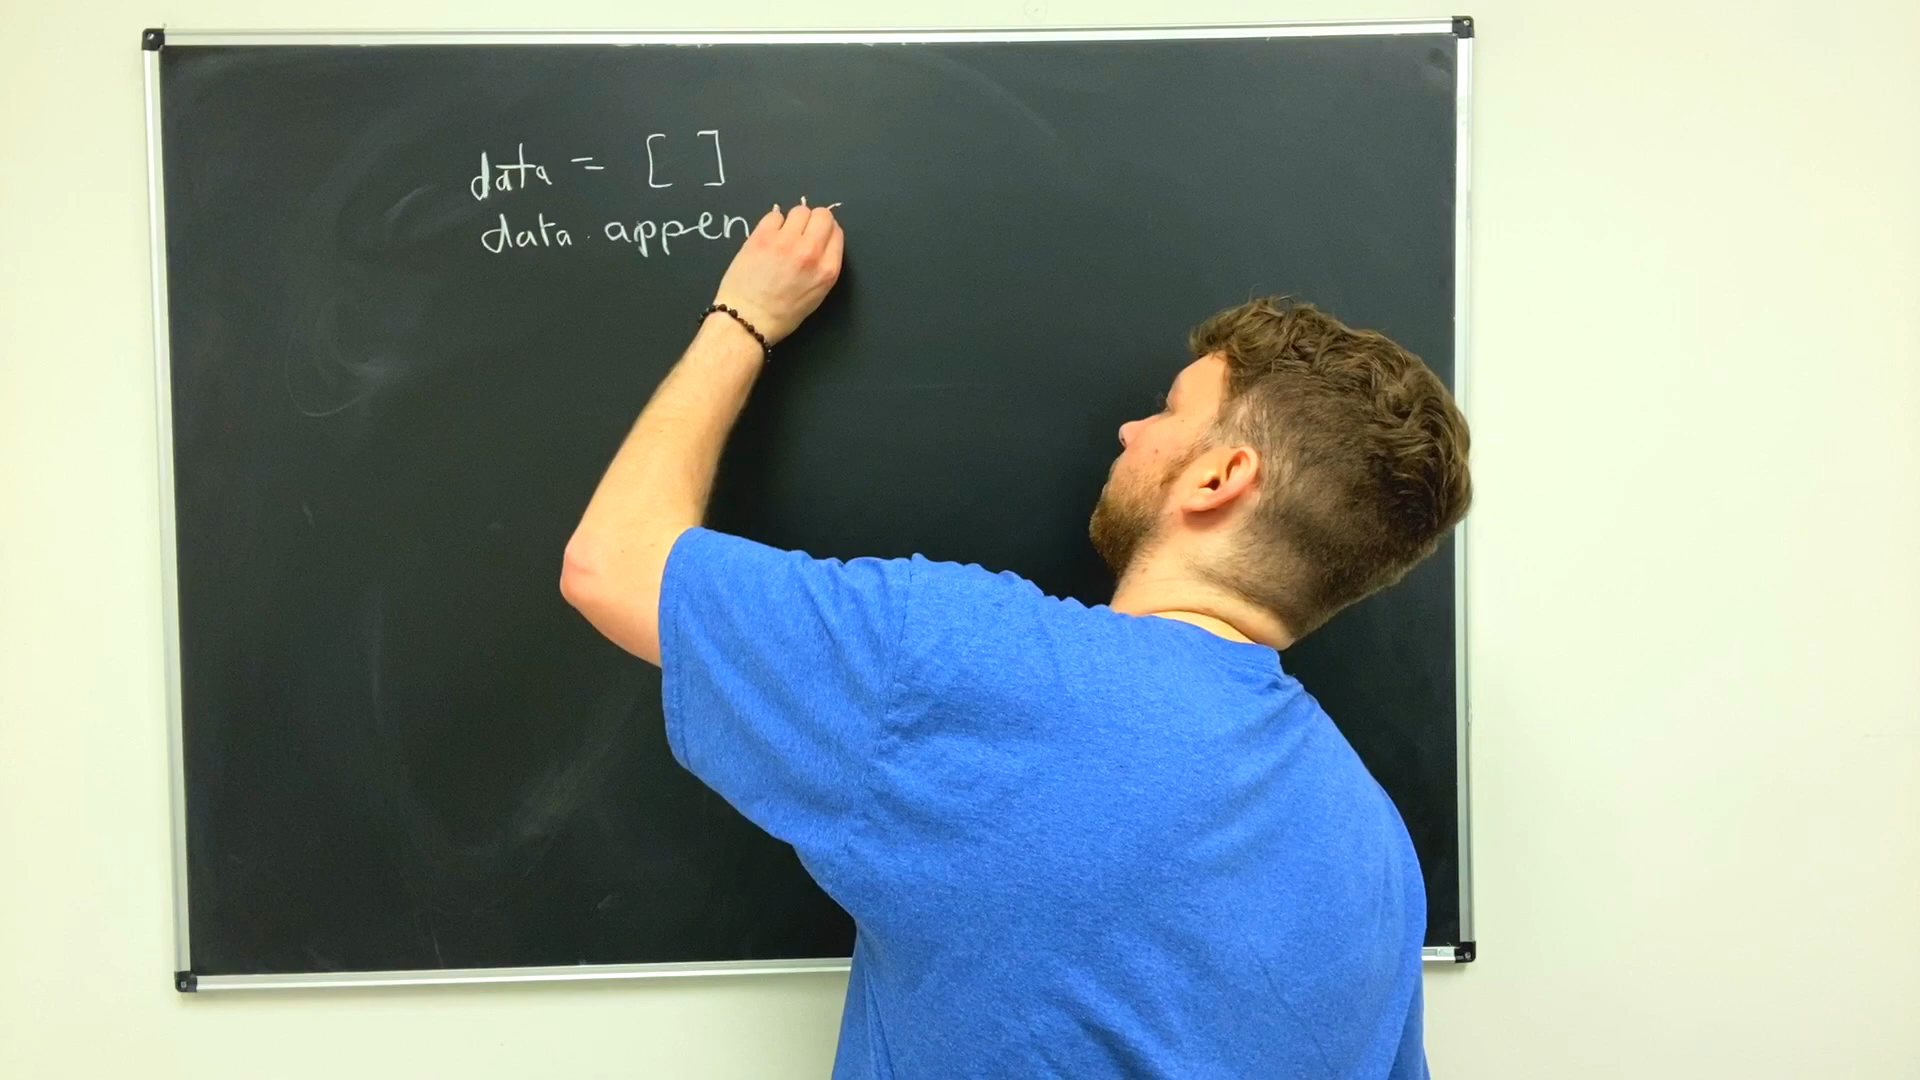 data = [ ]
data.appen